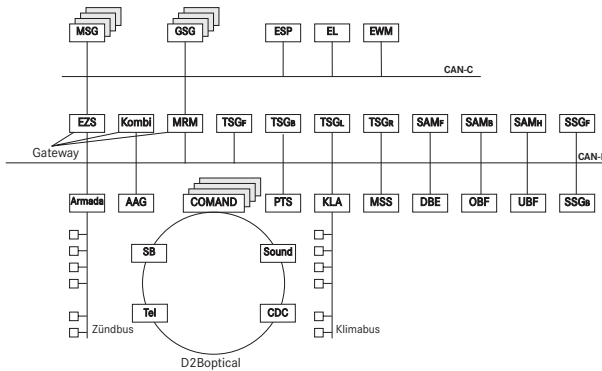 MSG GSG ESP EL EWM
CAN-C
EZS Kombi MRM TSGF TSGB TSGL TSGR SAMF SAMB SAMH SSGF
Gateway
CAN-
Armada AAG COMAND PTS KLA MSS DBE OBF UBF SSGB
SB Sound
Tel CDC
Zündbus Klimabus
D2Boptical